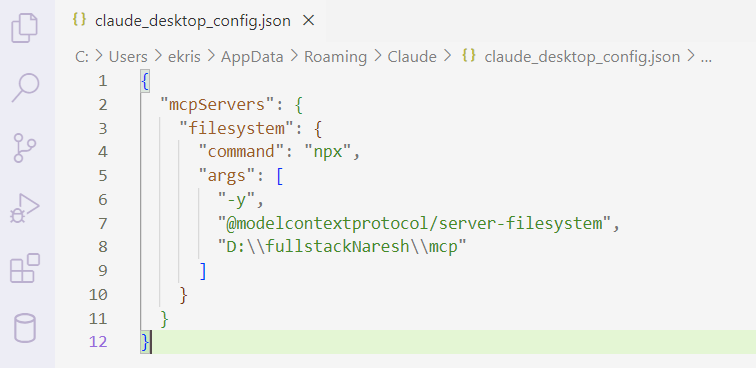 claude_desktop_config.json
C: > Users > ekris > AppData > Roaming > Claude > {} claude_desktop_config.json > ...
1 {
2   "mcpServers": {
3     "filesystem": {
4       "command": "npx",
5       "args": [
6         "-y",
7         "@modelcontextprotocol/server-filesystem",
8         "D:\\fullstackNaresh\\mcp"
9       ]
10     }
11   }
12 }